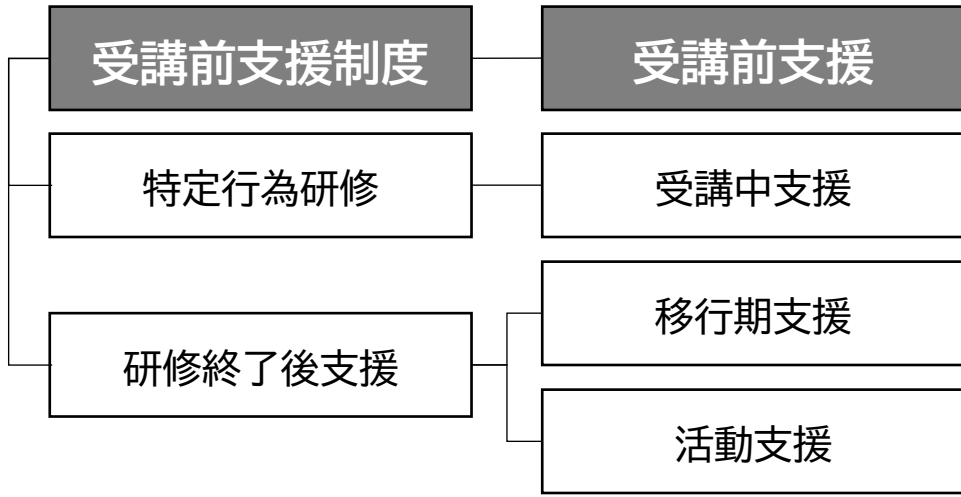 受講前支援制度
受講前支援
特定行為研修
受講中支援
研修終了後支援
移行期支援
活動支援